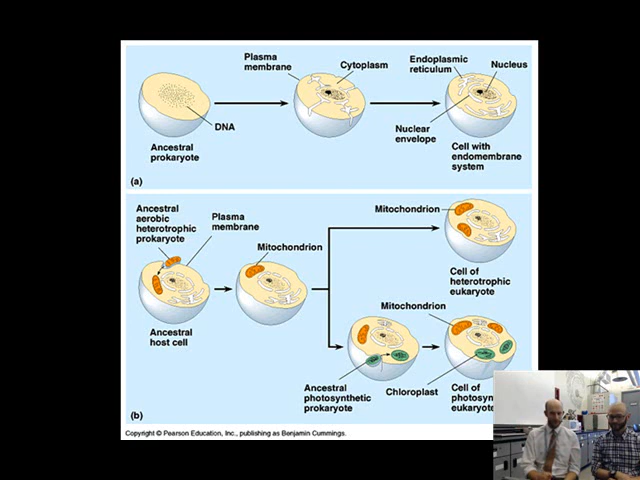 Plasma
membrane
Cytoplasm
Endoplasmic
reticulum
Nucleus
DNA
Ancestral
prokaryote
Nuclear
envelope
Cell with
endomembrane
system
(a)
Ancestral
aerobic
heterotrophic
prokaryote
Plasma
membrane
Mitochondrion
Mitochondrion
Cell of
heterotrophic
eukaryote
Ancestral
host cell
Mitochondrion
Ancestral
photosynthetic
prokaryote
Chloroplast
Cell of
photosyn
eukaryote
(b)
Copyright © Pearson Education, Inc., publishing as Benjamin Cummings.